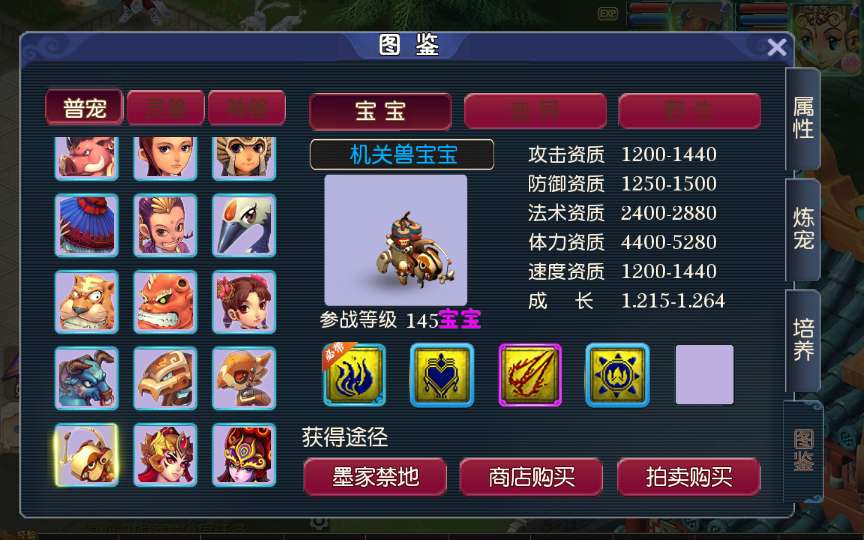 EXP
图 鉴
普宠
宝宝
机关兽宝宝
攻击资质 1200-1440
防御资质 1250-1500
法术资质 2400-2880
体力资质 4400-5280
速度资质 1200-1440
成 长 1.215-1.264
参战等级 145宝宝
必带
获得途径
墨家禁地
商店购买
拍卖购买
属性
炼宠
培养
图鉴